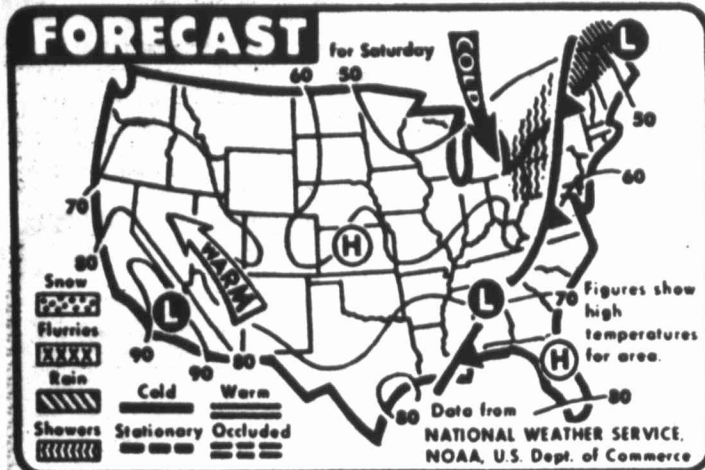 FORECAST
for Saturday
60 50
COLD
L
50
60
70
80
H
WARM
Snow
L
L
70 Figures show
high
temperatures
for area.
Flurries
90
90
80
H
Rain
Cold Warm
80
80
Showers
Stationary Occluded
Data from
NATIONAL WEATHER SERVICE,
NOAA, U.S. Dept. of Commerce